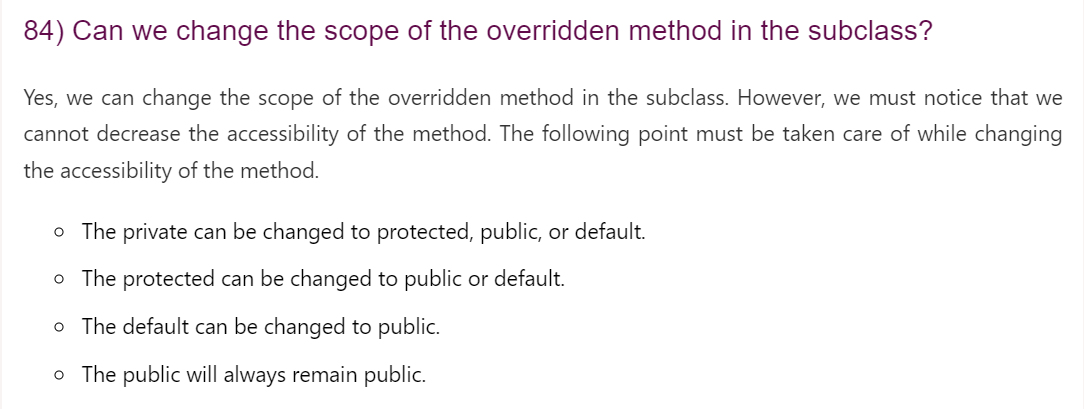 84) Can we change the scope of the overridden method in the subclass?
Yes, we can change the scope of the overridden method in the subclass. However, we must notice that we
cannot decrease the accessibility of the method. The following point must be taken care of while changing
the accessibility of the method.
○ The private can be changed to protected, public, or default.
○ The protected can be changed to public or default.
○ The default can be changed to public.
○ The public will always remain public.